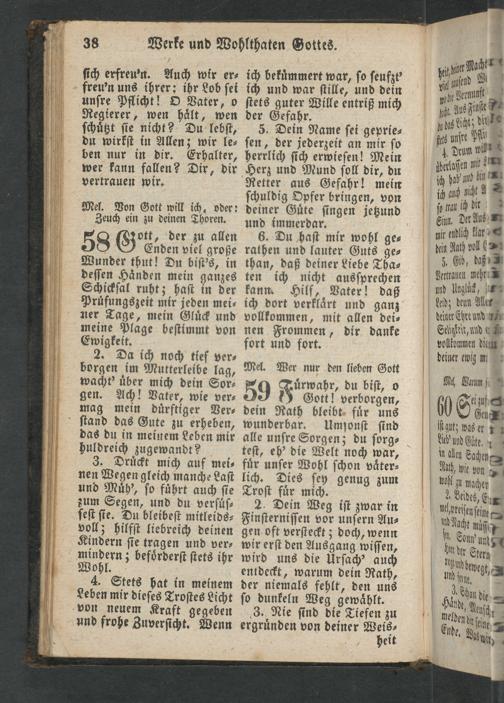 38 Werke und Wohlthaten Gottes.
sich erfreu'n. Auch wir er-
freu'n uns ihrer; ihr Lob sei
unsre Pflicht! O Vater, o
Regierer, wen hält, wen
schützt sie nicht? Du lebst,
du wirkst in Allen; wir le-
ben nur in dir. Erhalter,
wer kann fallen? Dir, dir
vertrauen wir.
Mel. Von Gott will ich, oder:
Zeuch ein zu deinen Thoren.
58 Gott, der zu allen
Enden viel große
Wunder thut! Du bist's, in
dessen Händen mein ganzes
Schicksal ruht; hast in der
Prüfungszeit mir jeden mei-
ner Tage, mein Glück und
meine Plage bestimmt von
Ewigkeit.
2. Da ich noch tief ver-
borgen im Mutterleibe lag,
wacht' über mich dein Sor-
gen. Ach! Vater, wie ver-
mag mein dürftiger Ver-
stand das Gute zu erheben,
das du in meinem Leben mir
huldreich zugewandt?
3. Drückt mich auf mei-
nen Wegen gleich manche Last
und Müh', so führt auch sie
zum Segen, und du versüs-
sest sie. Du bleibest mitleids-
voll; hilfst liebreich deinen
Kindern sie tragen und ver-
mindern; beförderst stets ihr
Wohl.
4. Stets hat in meinem
Leben mir dieses Trostes Licht
von neuem Kraft gegeben
und frohe Zuversicht. Wenn
ich bekümmert war, so seufzt'
ich und war stille, und dein
stets guter Wille entriß mich
der Gefahr.
5. Dein Name sei geprie-
sen, der jederzeit an mir so
herrlich sich erwiesen! Mein
Herz und Mund soll dir, du
Retter aus Gefahr! mein
schuldig Opfer bringen, von
deiner Güte singen jetzund
und immerdar.
6. Du hast mir wohl ge-
rathen und lauter Guts ge-
than, daß deiner Liebe Tha-
ten ich nicht aussprechen
kann. Hilf, Vater! daß
ich dort verklärt und ganz
vollkommen, mit allen dei-
nen Frommen, dir danke
fort und fort.
Mel. Wer nur den lieben Gott
59 Fürwahr, du bist, o
Gott! verborgen,
dein Rath bleibt für uns
wunderbar. Umsonst sind
alle unsre Sorgen; du sorg-
test, eh' die Welt noch war,
für unser Wohl schon väter-
lich. Dies sey genug zum
Trost für mich.
2. Dein Weg ist zwar in
Finsternissen vor unsern Au-
gen oft versteckt; doch, wenn
wir erst den Ausgang wissen,
wird uns die Ursach' auch
entdeckt, warum dein Rath,
der niemals fehlt, den uns
so dunkeln Weg gewählt.
3. Nie sind die Tiefen zu
ergründen von deiner Weis-
heit